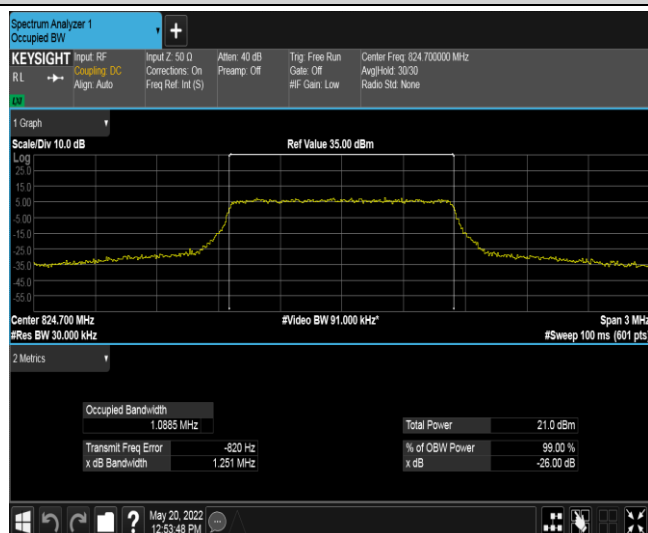 Spectrum Analyzer 1
Occupied BW
+
KEYSIGHT
RL
Input: RF
Coupling: DC
Align: Auto
Input Z: 50 Ω
Corrections: On
Freq Ref: Int (S)
Atten: 40 dB
Preamp: Off
Trig: Free Run
Gate: Off
#IF Gain: Low
Center Freq: 824.700000 MHz
Avg|Hold: 30/30
Radio Std: None
1 Graph
Scale/Div 10.0 dB
Ref Value 35.00 dBm
Log
25.0
15.0
5.00
-5.00
-15.0
-25.0
-35.0
-45.0
-55.0
Center 824.700 MHz
#Video BW 91.000 kHz*
Span 3 MHz
#Res BW 30.000 kHz
#Sweep 100 ms (601 pts)
2 Metrics
Occupied Bandwidth
1.0885 MHz
Total Power 21.0 dBm
Transmit Freq Error -820 Hz
% of OBW Power 99.00 %
x dB Bandwidth 1.251 MHz
x dB -26.00 dB
?
May 20, 2022
12:53:48 PM